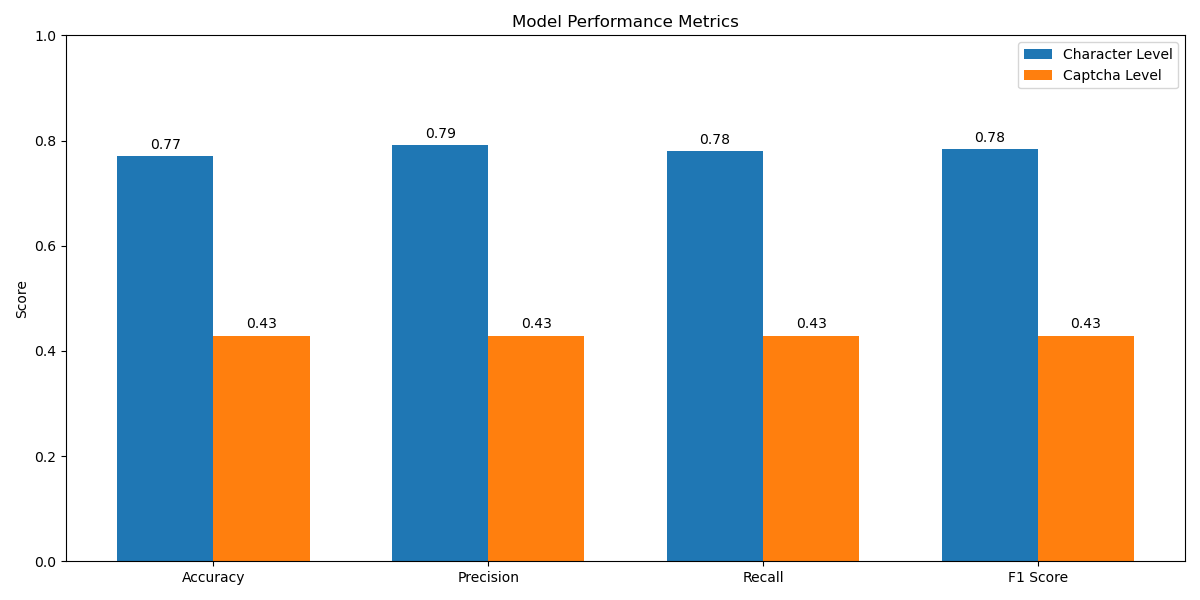 Model Performance Metrics
1.0
0.8
0.6
0.4
0.2
0.0
Score
Character Level
Captcha Level
0.77
0.43
0.79
0.43
0.78
0.43
0.78
0.43
Accuracy
Precision
Recall
F1 Score